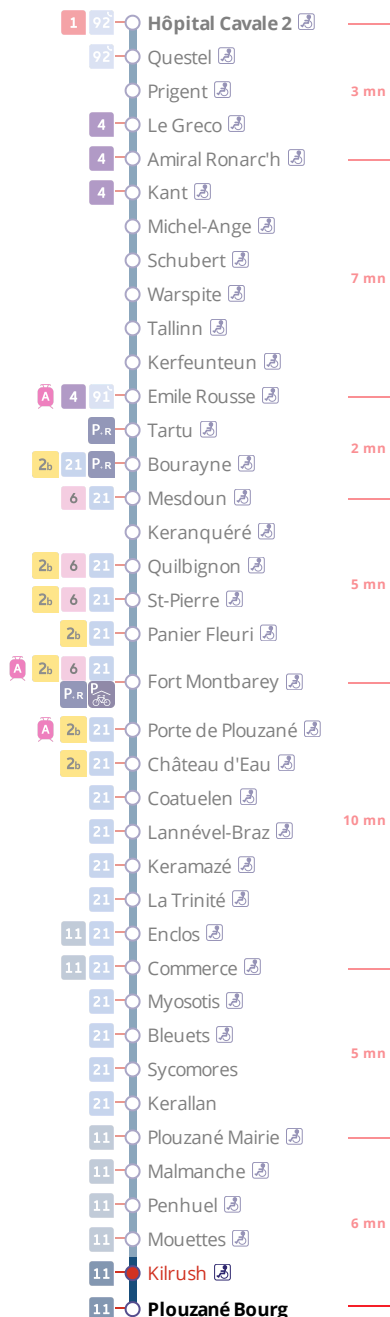 1 92 Hôpital Cavale 2
92 Questel
Prigent 3 mn
4 Le Greco
4 Amiral Ronarc'h
4 Kant
Michel-Ange
Schubert
7 mn
Warspite
Tallinn
Kerfeunteun
A 4 91 Emile Rousse
P.R Tartu
2 mn
2b 21 P.R Bourayne
6 21 Mesdoun
Keranquéré
2b 6 21 Quilbignon
5 mn
2b 6 21 St-Pierre
2b 21 Panier Fleuri
A 2b 6 21
P.R P Fort Montbarey
A 2b 21 Porte de Plouzané
2b 21 Château d'Eau
21 Coatuelen
10 mn
21 Lannével-Braz
21 Keramazé
21 La Trinité
11 21 Enclos
11 21 Commerce
21 Myosotis
21 Bleuets
5 mn
21 Sycomores
21 Kerallan
11 Plouzané Mairie
11 Malmanche
11 Penhuel
6 mn
11 Mouettes
11 Kilrush
11 Plouzané Bourg